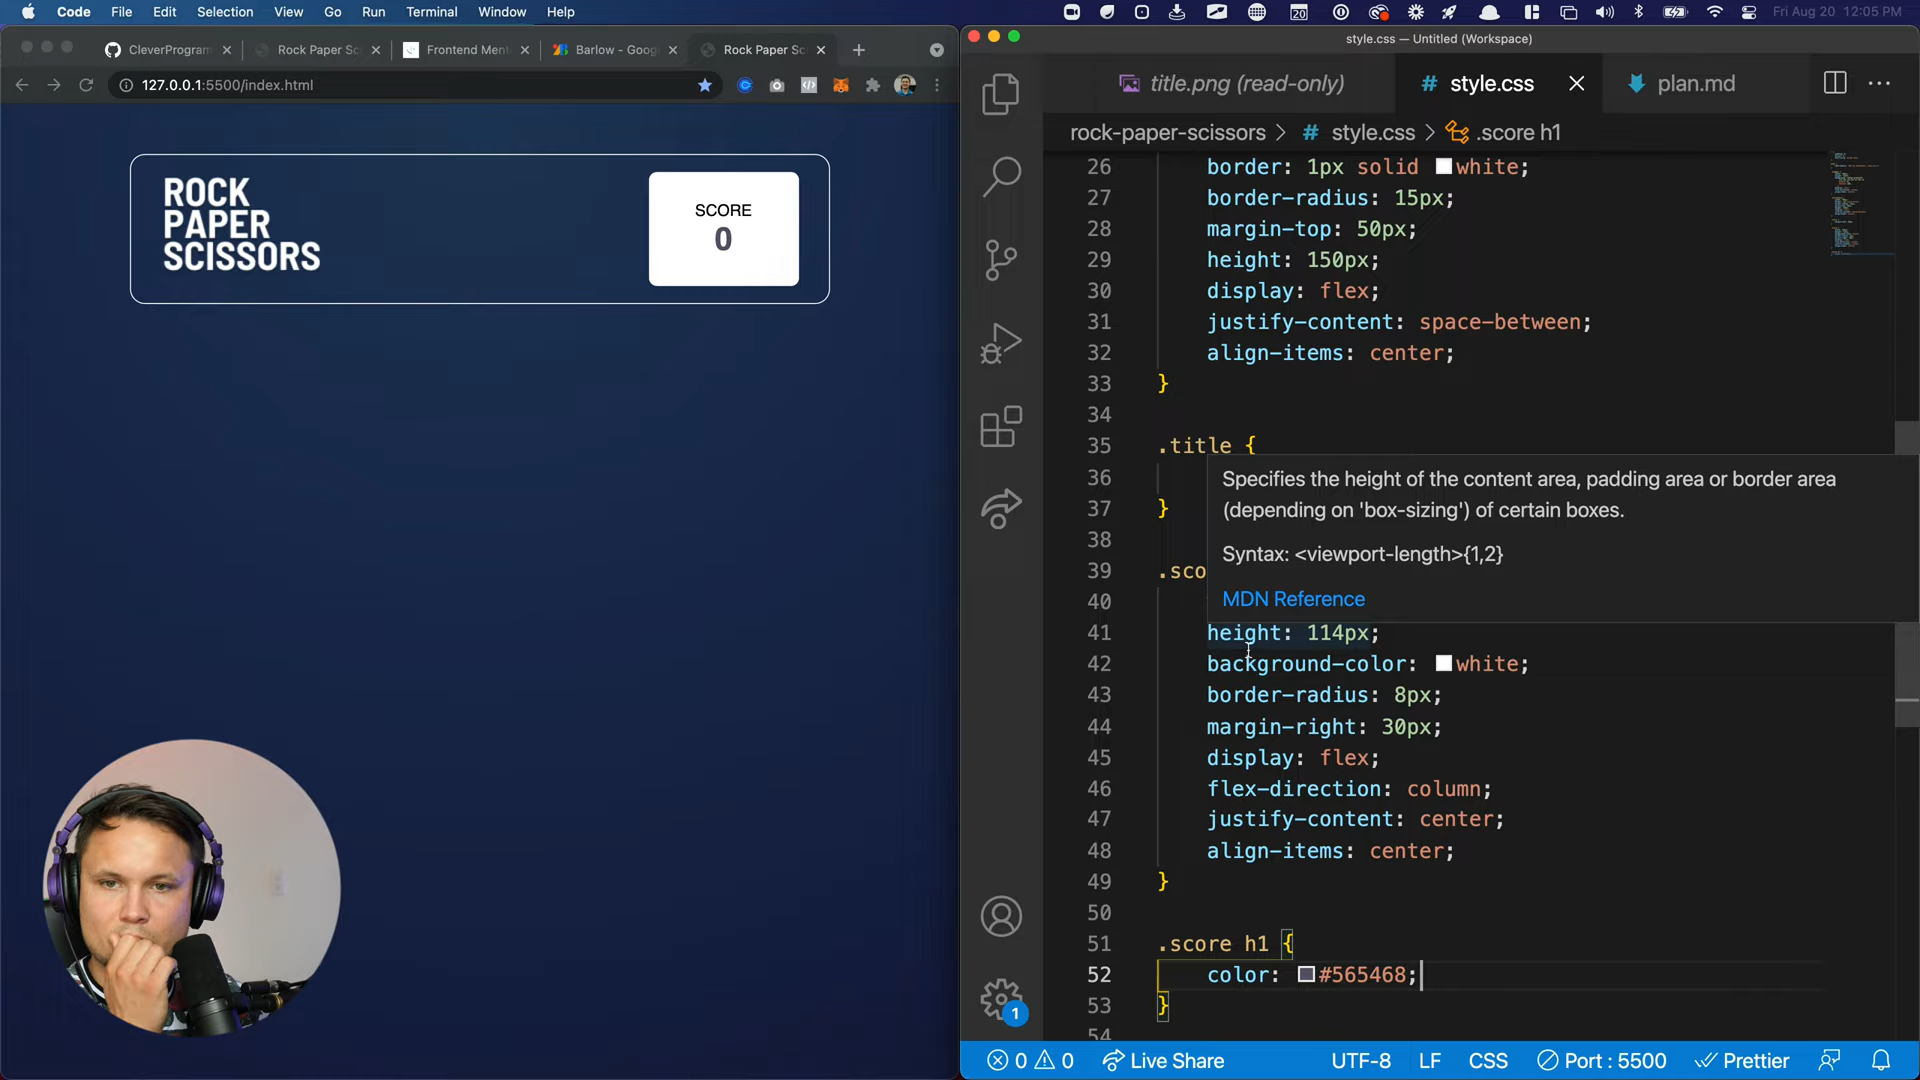 Code File Edit Selection View Go Run Terminal Window Help
20 Fri Aug 20 12:05 PM
CleverProgram Rock Paper Sc Frontend Ment Barlow - Goog Rock Paper Sc
127.0.0.1:5500/index.html
ROCK
PAPER
SCISSORS
SCORE
0
style.css — Untitled (Workspace)
title.png (read-only) # style.css plan.md
rock-paper-scissors > # style.css > .score h1
26 border: 1px solid white;
27 border-radius: 15px;
28 margin-top: 50px;
29 height: 150px;
30 display: flex;
31 justify-content: space-between;
32 align-items: center;
33 }
34
35 .title {
36
37 }
38
39 .sco
40
Specifies the height of the content area, padding area or border area
(depending on 'box-sizing') of certain boxes.
Syntax: <viewport-length>{1,2}
MDN Reference
41 height: 114px;
42 background-color: white;
43 border-radius: 8px;
44 margin-right: 30px;
45 display: flex;
46 flex-direction: column;
47 justify-content: center;
48 align-items: center;
49 }
50
51 .score h1 {
52 color: #565468;
53 }
54
1
0 0 Live Share UTF-8 LF CSS Port : 5500 Prettier